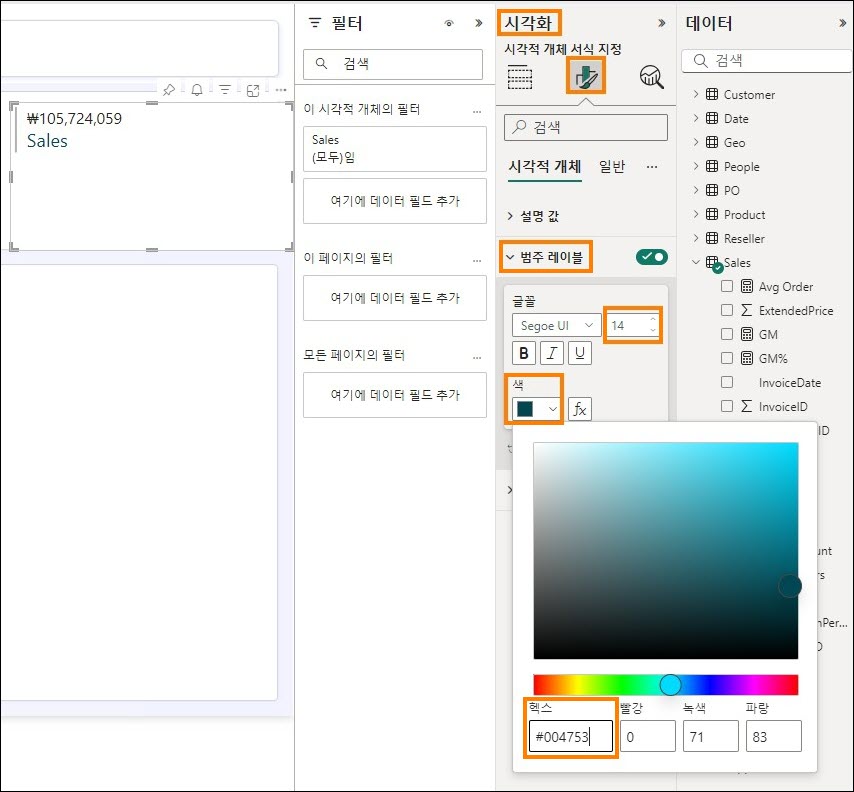 ₩105,724,059
Sales
필터
검색
이 시각적 개체의 필터
Sales
(모두)임
여기에 데이터 필드 추가
이 페이지의 필터
여기에 데이터 필드 추가
모든 페이지의 필터
여기에 데이터 필드 추가
시각화
시각적 개체 서식 지정
검색
시각적 개체 일반
설명 값
범주 레이블
글꼴
Segoe UI 14
B I U
색
fx
헥스 빨강 녹색 파랑
#004753 0 71 83
데이터
검색
Customer
Date
Geo
People
PO
Product
Reseller
Sales
Avg Order
ExtendedPrice
GM
GM%
InvoiceDate
InvoiceID